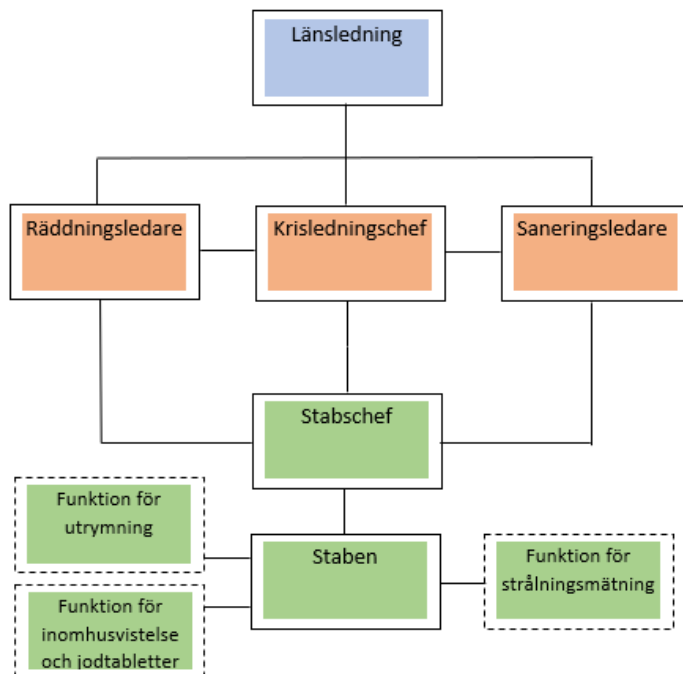 Länsledning
Räddningsledare
Krisledningschef
Saneringsledare
Stabschef
Funktion för
utrymning
Staben
Funktion för
strålningsmätning
Funktion för
inomhusvistelse
och jodtabletter